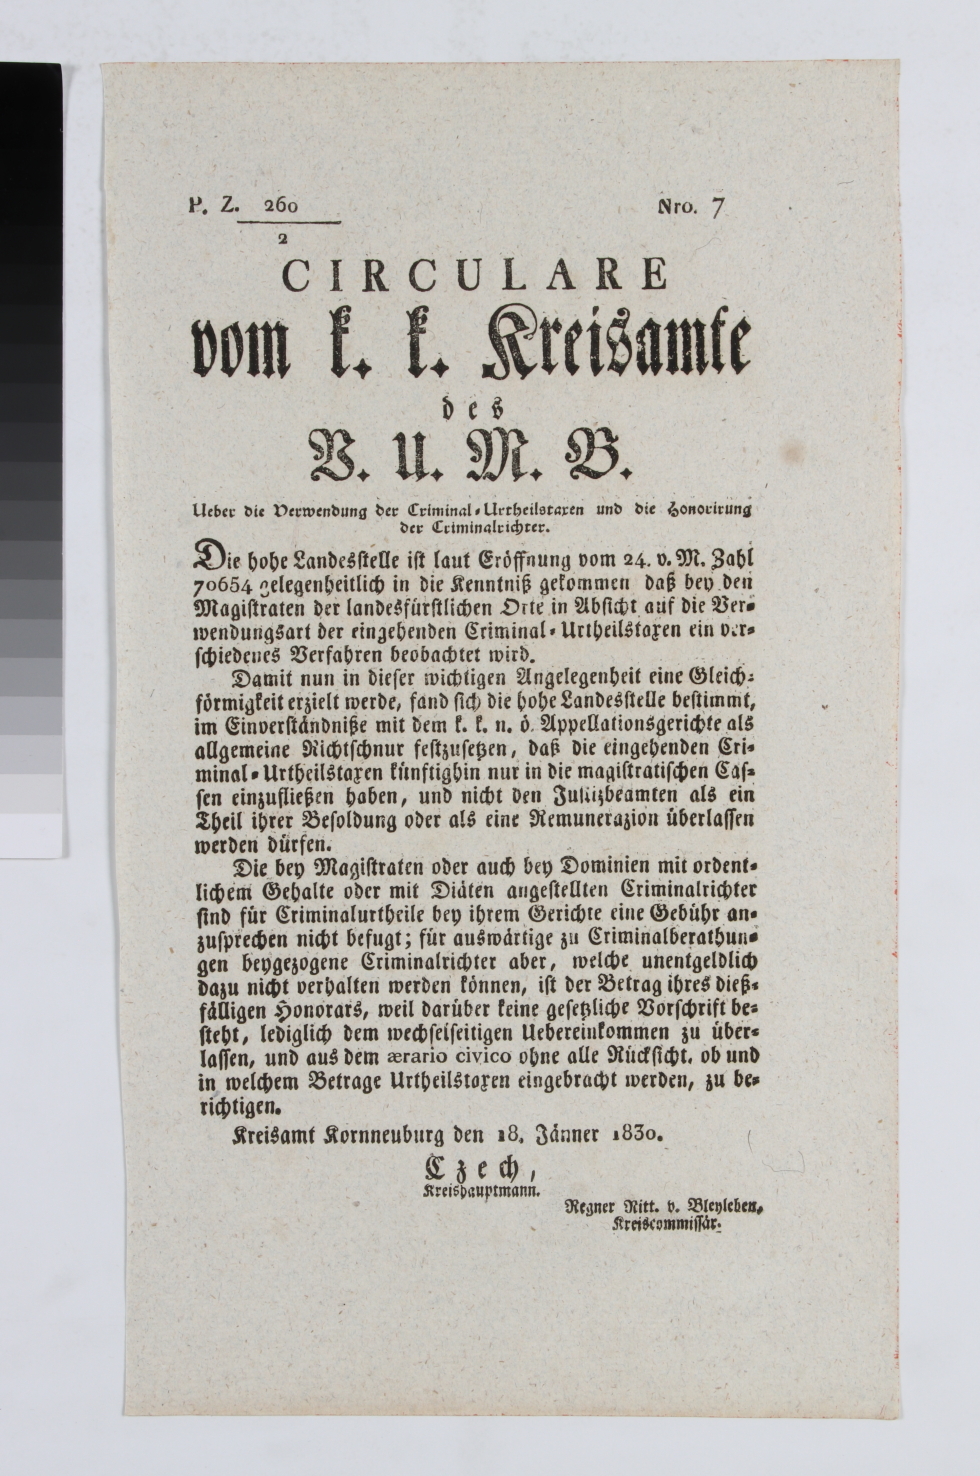 P. Z. 260
2
Nro. 7
CIRCULARE
vom k. k. Kreisamte
des
V. U. M. B.
Ueber die Verwendung der Criminal-Urtheilstaxen und die Honorirung
der Criminalrichter.
Die hohe Landesstelle ist laut Eröffnung vom 24. v. M. Zahl
70654 gelegenheitlich in die Kenntniß gekommen daß bey den
Magistraten der landesfürstlichen Orte in Absicht auf die Ver-
wendungsart der eingehenden Criminal-Urtheilstaxen ein ver-
schiedenes Verfahren beobachtet wird.
Damit nun in dieser wichtigen Angelegenheit eine Gleich-
förmigkeit erzielt werde, fand sich die hohe Landesstelle bestimmt,
im Einverständniße mit dem k. k. n. ö. Appellationsgerichte als
allgemeine Richtschnur festzusetzen, daß die eingehenden Cri-
minal-Urtheilstaxen künftighin nur in die magistratischen Cas-
sen einzufließen haben, und nicht den Justizbeamten als ein
Theil ihrer Besoldung oder als eine Remunerazion überlassen
werden dürfen.
Die bey Magistraten oder auch bey Dominien mit ordent-
lichem Gehalte oder mit Diäten angestellten Criminalrichter
sind für Criminalurtheile bey ihrem Gerichte eine Gebühr an-
zusprechen nicht befugt; für auswärtige zu Criminalberathun-
gen beygezogene Criminalrichter aber, welche unentgeldlich
dazu nicht verhalten werden können, ist der Betrag ihres dieß-
fälligen Honorars, weil darüber keine gesetzliche Vorschrift be-
steht, lediglich dem wechselseitigen Uebereinkommen zu über-
lassen, und aus dem ærario civico ohne alle Rücksicht, ob und
in welchem Betrage Urtheilstaxen eingebracht werden, zu be-
richtigen.
Kreisamt Kornneuburg den 18. Jänner 1830.
Czech,
Kreishauptmann.
Regner Ritt. v. Bleyleben,
Kreiscommissär.